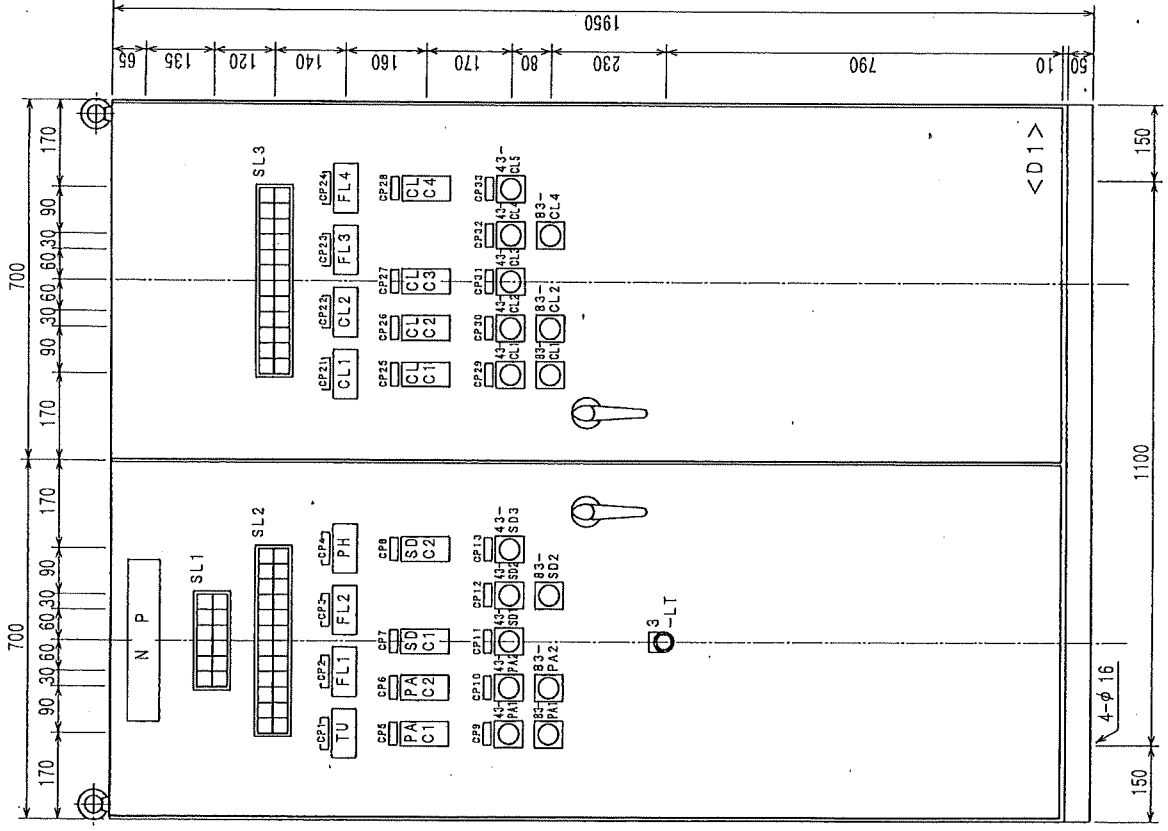 700
700
170
90
30
60
60
30
90
170
170
90
30
60
60
30
90
170
65
135
120
140
160
170
80
230
790
10
50
1950
N P
SL1
SL2
SL3
CP1
CP2
CP3
CP4
TU
FL1
FL2
PH
CP21
CP22
CP23
CP24
CL1
CL2
FL3
FL4
CP5
CP6
CP7
CP8
PA C1
PA C2
SD C1
SD C2
CP25
CP26
CP27
CP28
CL C1
CL C2
CL C3
CL C4
CP9
CP10
CP11
CP12
CP13
43-PA1
43-PA2
43-SD1
43-SD2
43-SD3
CP29
CP30
CP31
CP32
CP33
43-CL1
43-CL2
43-CL3
43-CL4
43-CL5
83-PA1
83-PA2
83-SD2
83-CL1
83-CL2
83-CL4
3-LT
<D1>
4-φ16
150
1100
150